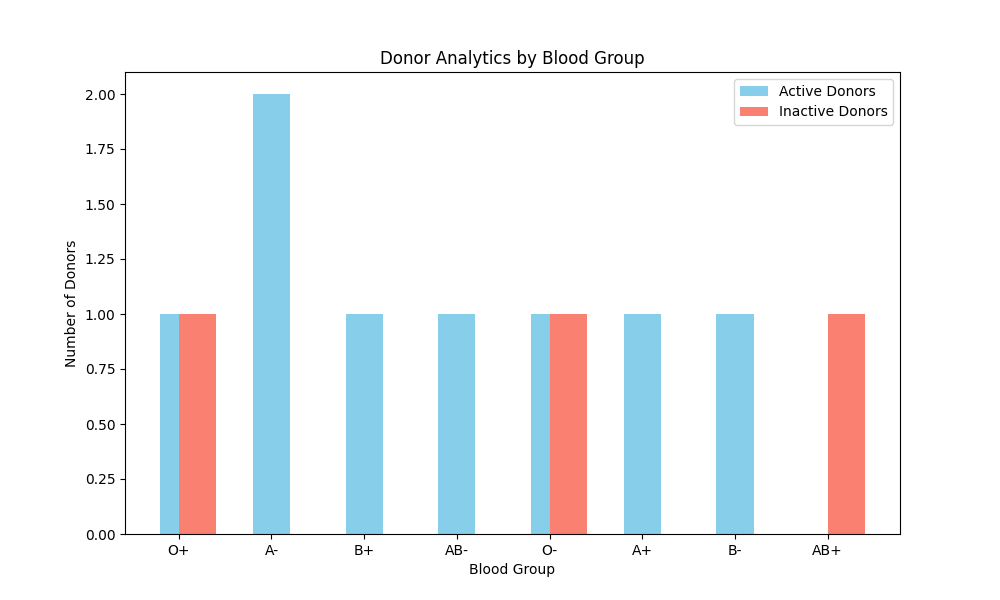 Donor Analytics by Blood Group
Active Donors
Inactive Donors
2.00
1.75
1.50
1.25
1.00
0.75
0.50
0.25
0.00
Number of Donors
O+ A- B+ AB- O- A+ B- AB+
Blood Group